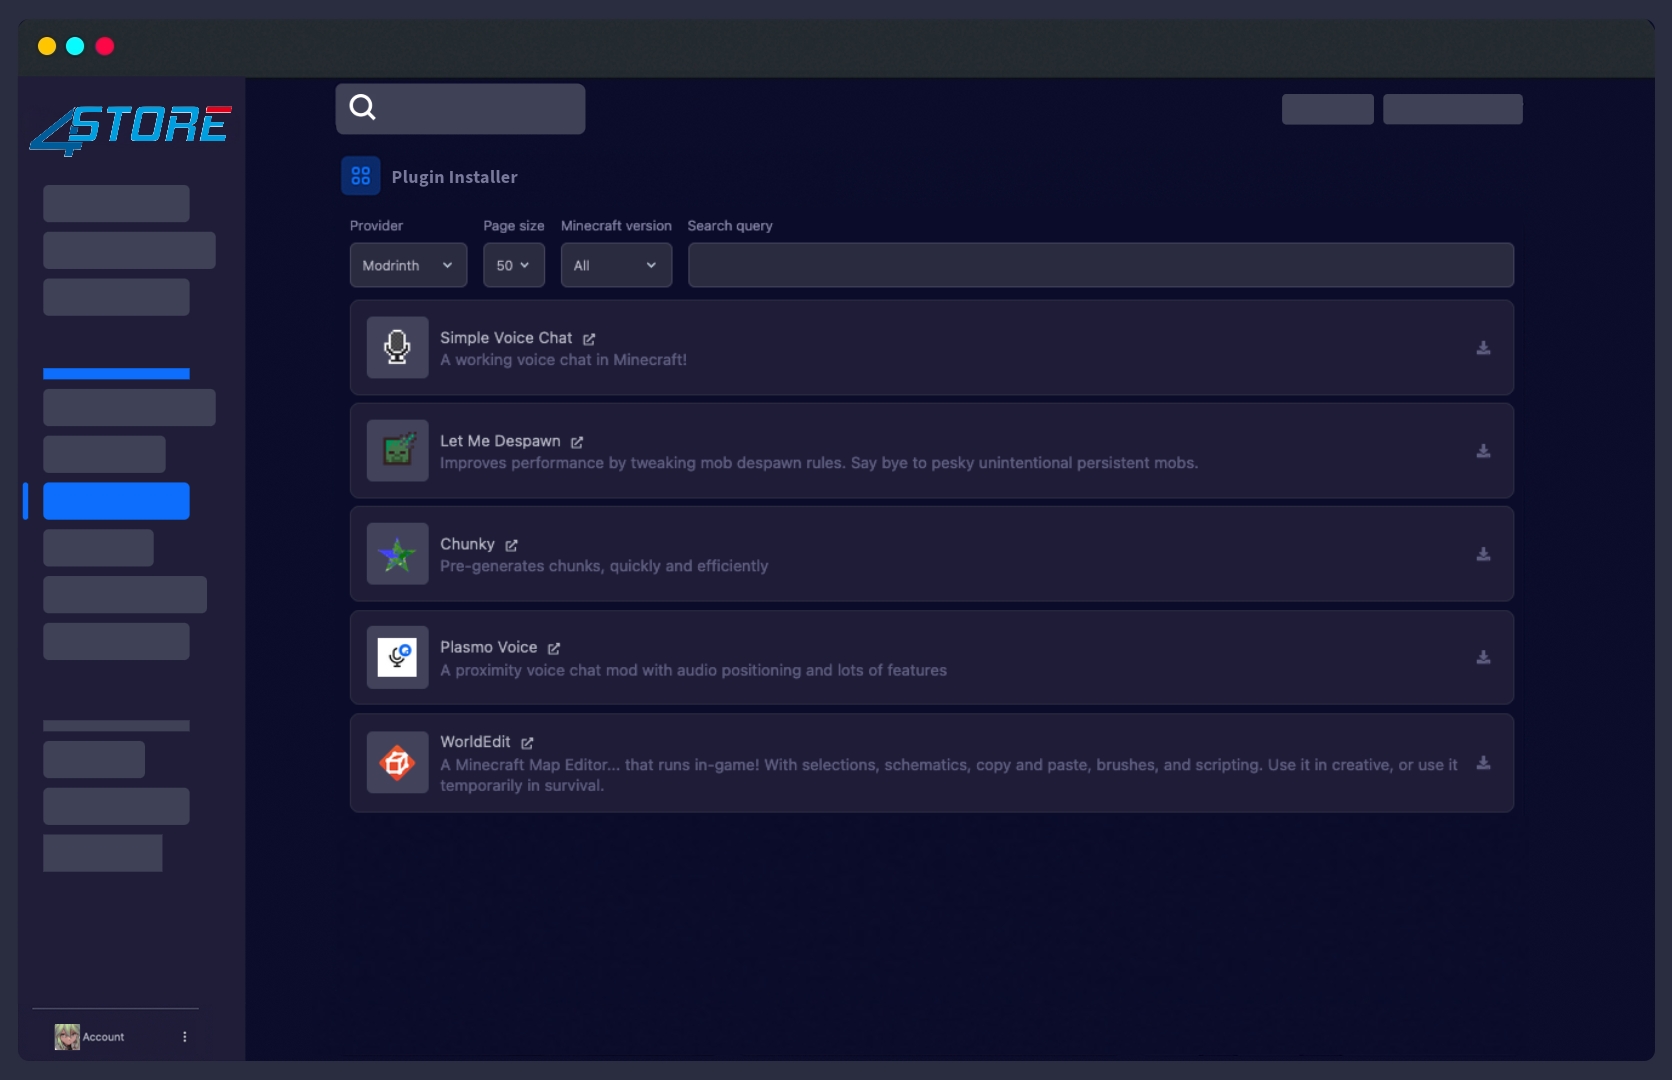 4STORE
Plugin Installer
Provider
Page size
Minecraft version
Search query
Modrinth
50
All
Simple Voice Chat
A working voice chat in Minecraft!
Let Me Despawn
Improves performance by tweaking mob despawn rules. Say bye to pesky unintentional persistent mobs.
Chunky
Pre-generates chunks, quickly and efficiently
Plasmo Voice
A proximity voice chat mod with audio positioning and lots of features
WorldEdit
A Minecraft Map Editor... that runs in-game! With selections, schematics, copy and paste, brushes, and scripting. Use it in creative, or use it
temporarily in survival.
Account